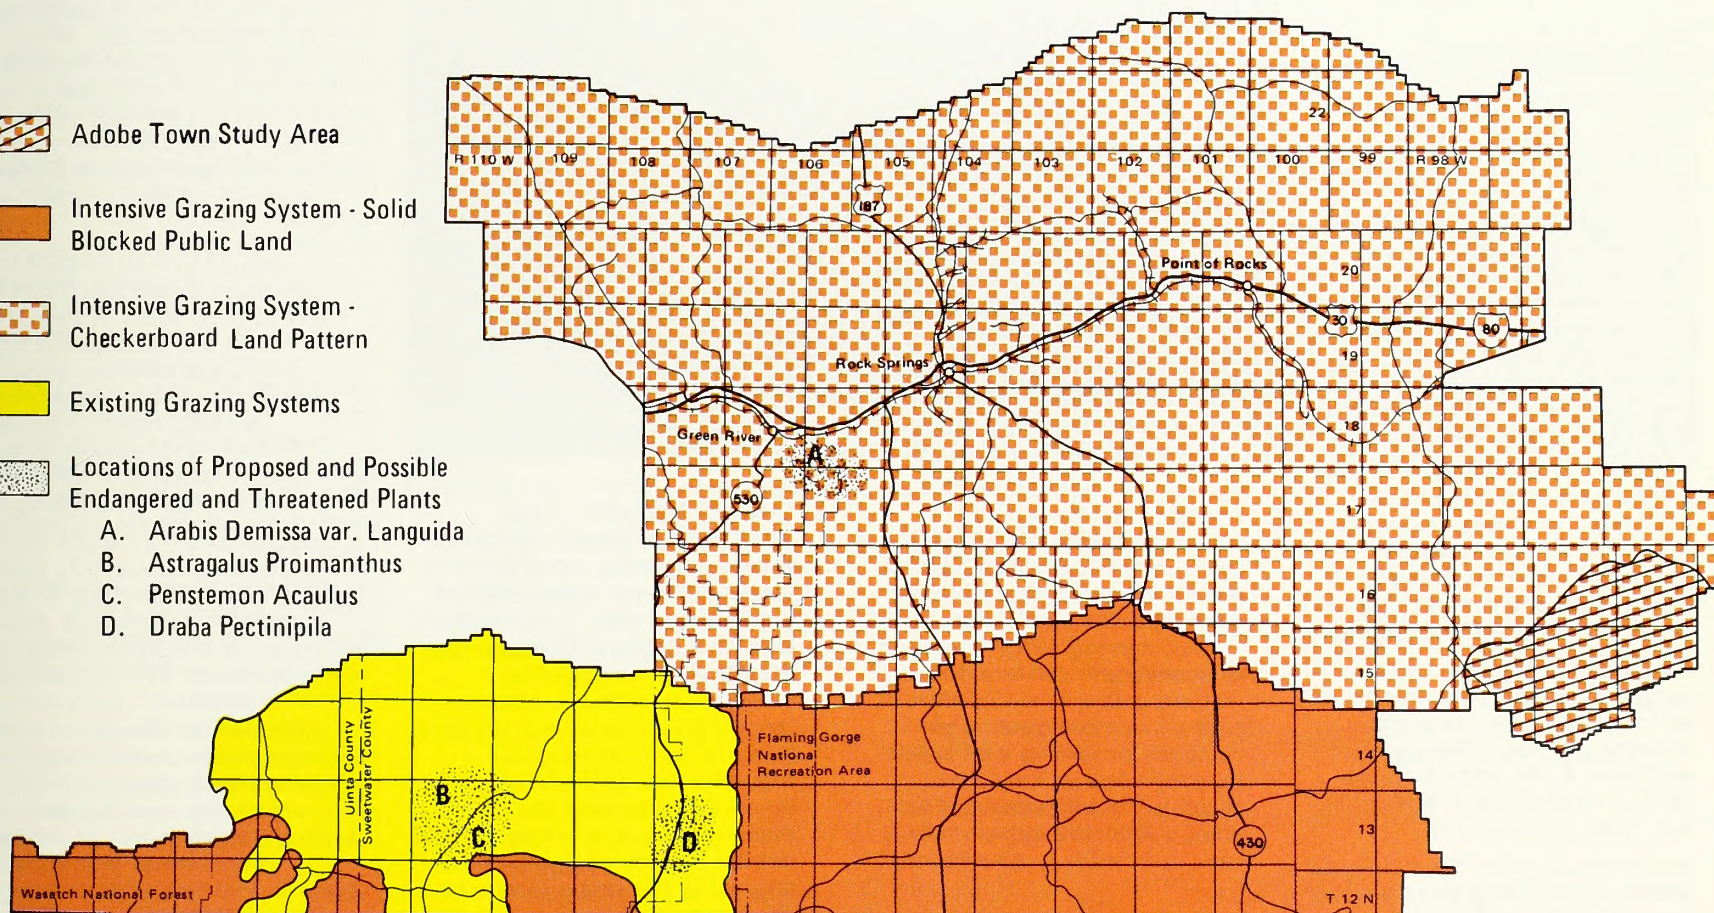 Adobe Town Study Area
Intensive Grazing System - Solid
Blocked Public Land
Intensive Grazing System -
Checkerboard Land Pattern
Existing Grazing Systems
Locations of Proposed and Possible
Endangered and Threatened Plants
A. Arabis Demissa var. Languida
B. Astragalus Proimanthus
C. Penstemon Acaulus
D. Draba Pectinipila
22
R 110 W 109 108 107 106 105 104 103 102 101 100 99 R 98 W
187
Point of Rocks
20
30
80
19
Rock Springs
18
Green River
A
530
17
16
15
Uinta County
Sweetwater County
Flaming Gorge
National
Recreation Area
14
B
C
D
13
430
Wasatch National Forest
T 12 N